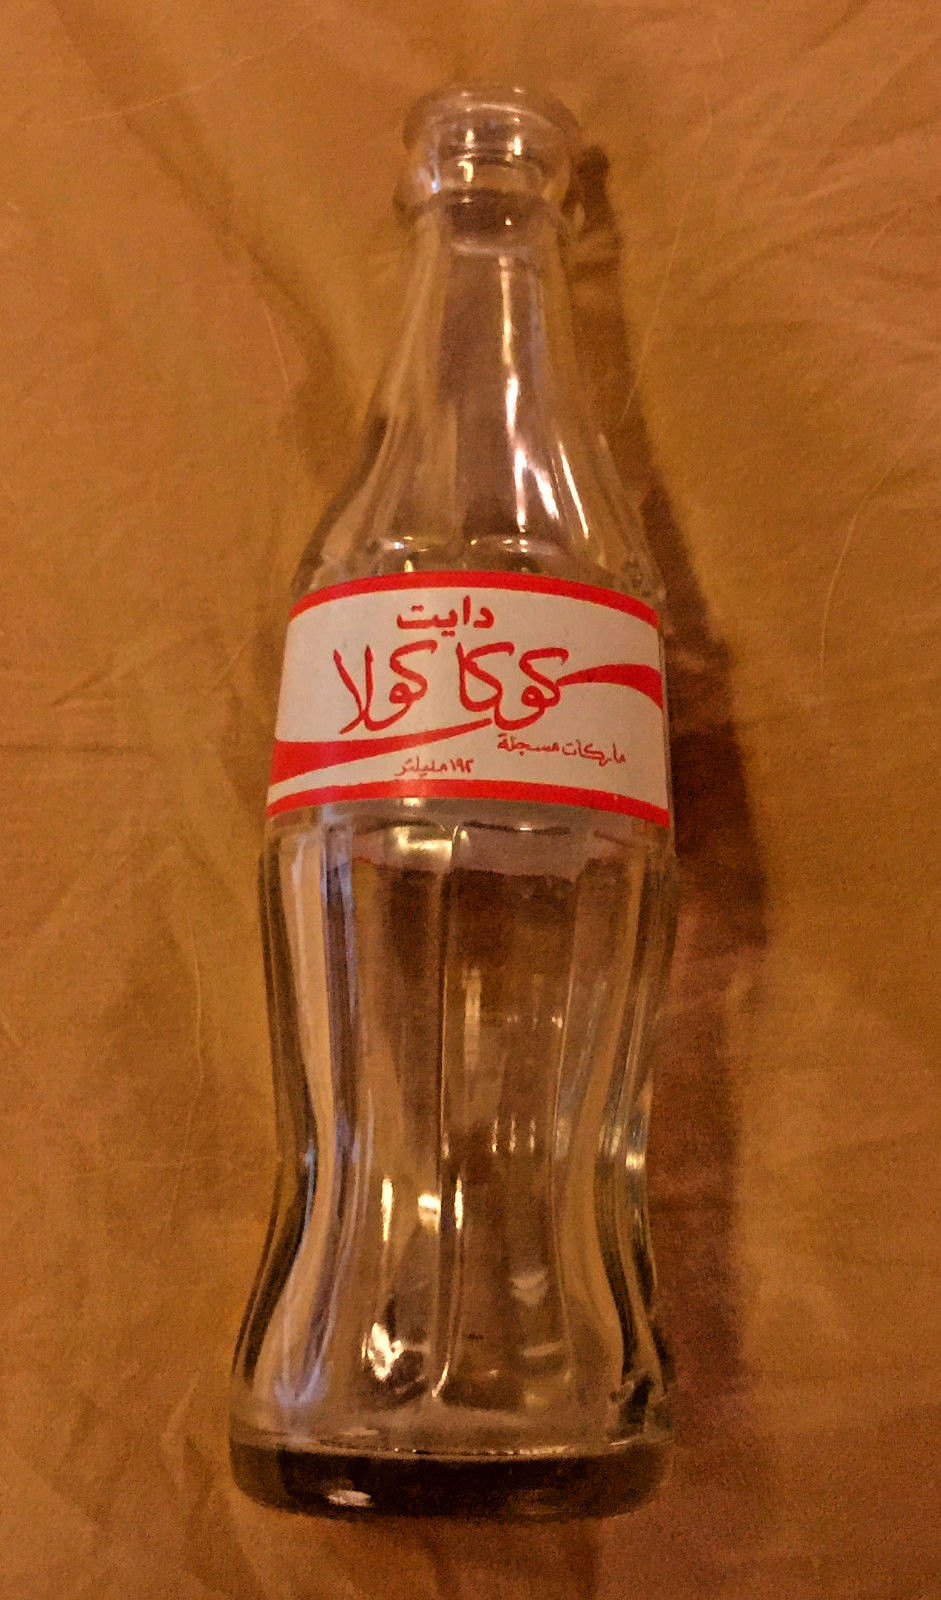 دايت
كوكا كولا
ماركات مسجلة
١٩٢ مليلتر